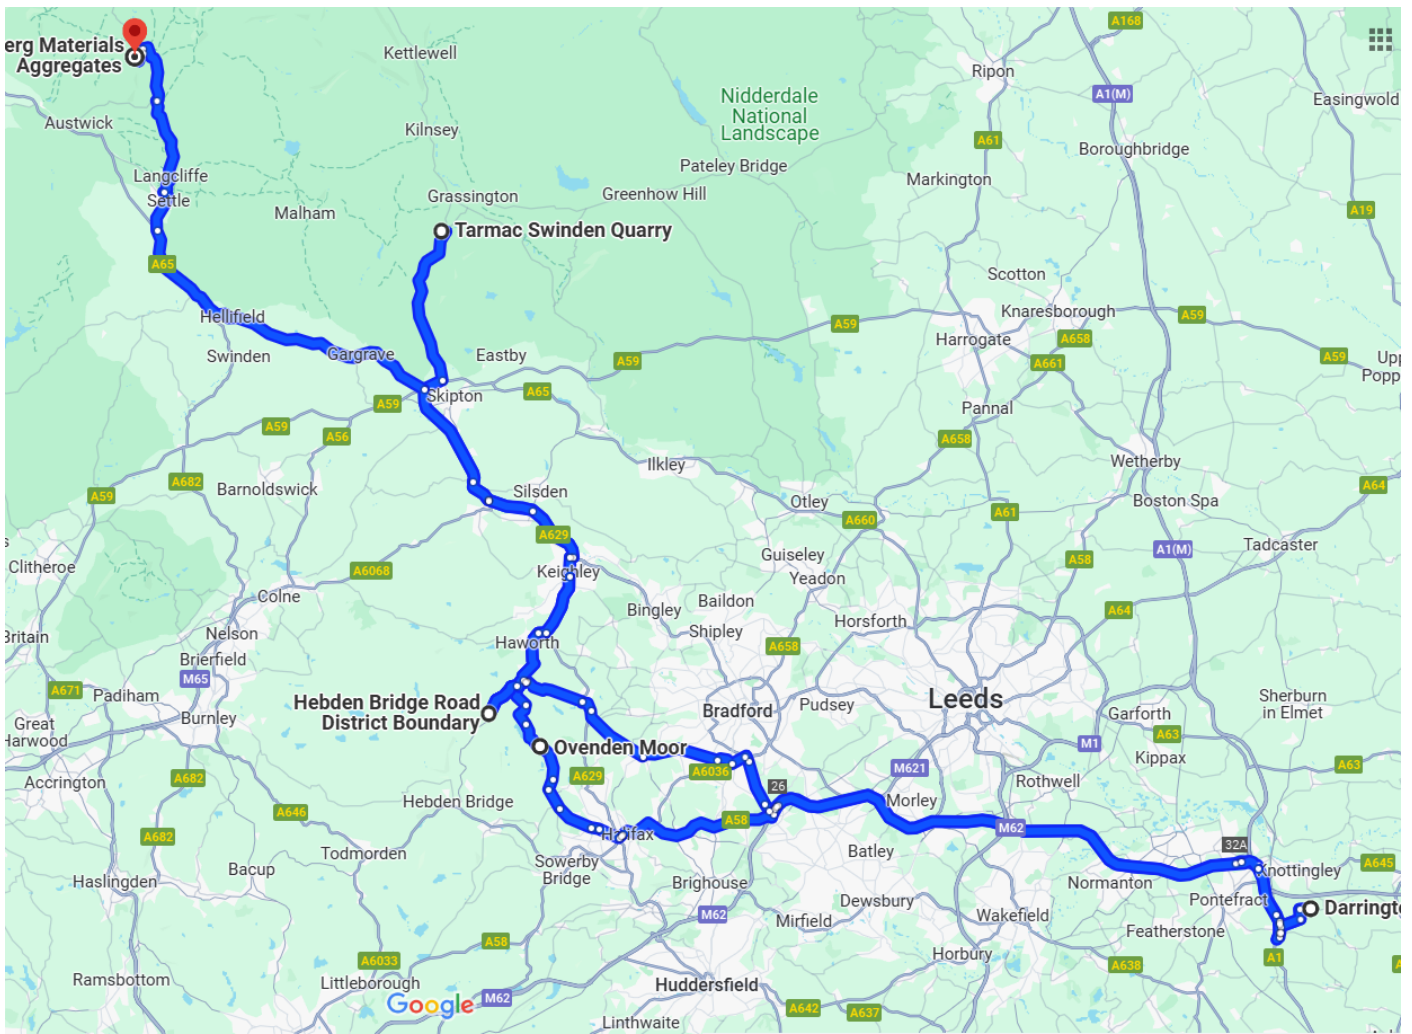 A168
erg Materials
Aggregates
Kettlewell
Ripon
A1(M)
Easingwold
Nidderdale
National
Landscape
Austwick
Kilnsey
A61
Boroughbridge
Pateley Bridge
Langcliffe
Settle
Grassington
Greenhow Hill
Markington
Malham
A19
Tarmac Swinden Quarry
A65
Scotton
Hellifield
Knaresborough
A59
A59
Harrogate
A658
Swinden
Gargrave
Eastby
A59
A661
A59
Upp
Popp
Skipton
A65
A59
Pannal
A59
A56
A658
Ilkley
Wetherby
A682
Barnoldswick
Silsden
A59
Otley
Boston Spa
A64
A61
A660
A629
Guiseley
A1(M)
Tadcaster
Clitheroe
A6068
Keighley
Yeadon
A58
Colne
Bingley
Baildon
A64
Britain
Nelson
Haworth
Shipley
Horsforth
Brierfield
A658
M65
A671
Padiham
Hebden Bridge Road
District Boundary
Leeds
Sherburn
in Elmet
Great
Harwood
Burnley
Bradford
Pudsey
Garforth
A63
Ovenden Moor
M1
Kippax
A63
Accrington
A682
A629
A6036
M621
Rothwell
26
Hebden Bridge
Morley
A646
A58
M62
A682
Halifax
32A
Todmorden
Sowerby
Bridge
Batley
A645
Bacup
Knottingley
Haslingden
Brighouse
Normanton
Dewsbury
Pontefract
M62
Mirfield
Wakefield
Darringt
Featherstone
A58
Horbury
A1
A6033
A638
Ramsbottom
Littleborough
Huddersfield
Google
M62
A642
A637
Linthwaite